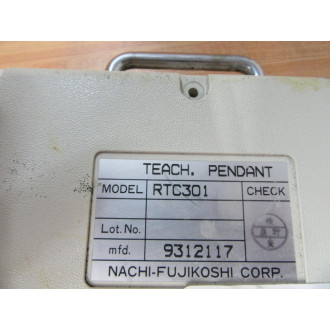 TEACH. PENDANT
MODEL RTC301 CHECK
Lot.No.
mfd. 9312117
NACHI-FUJIKOSHI CORP.